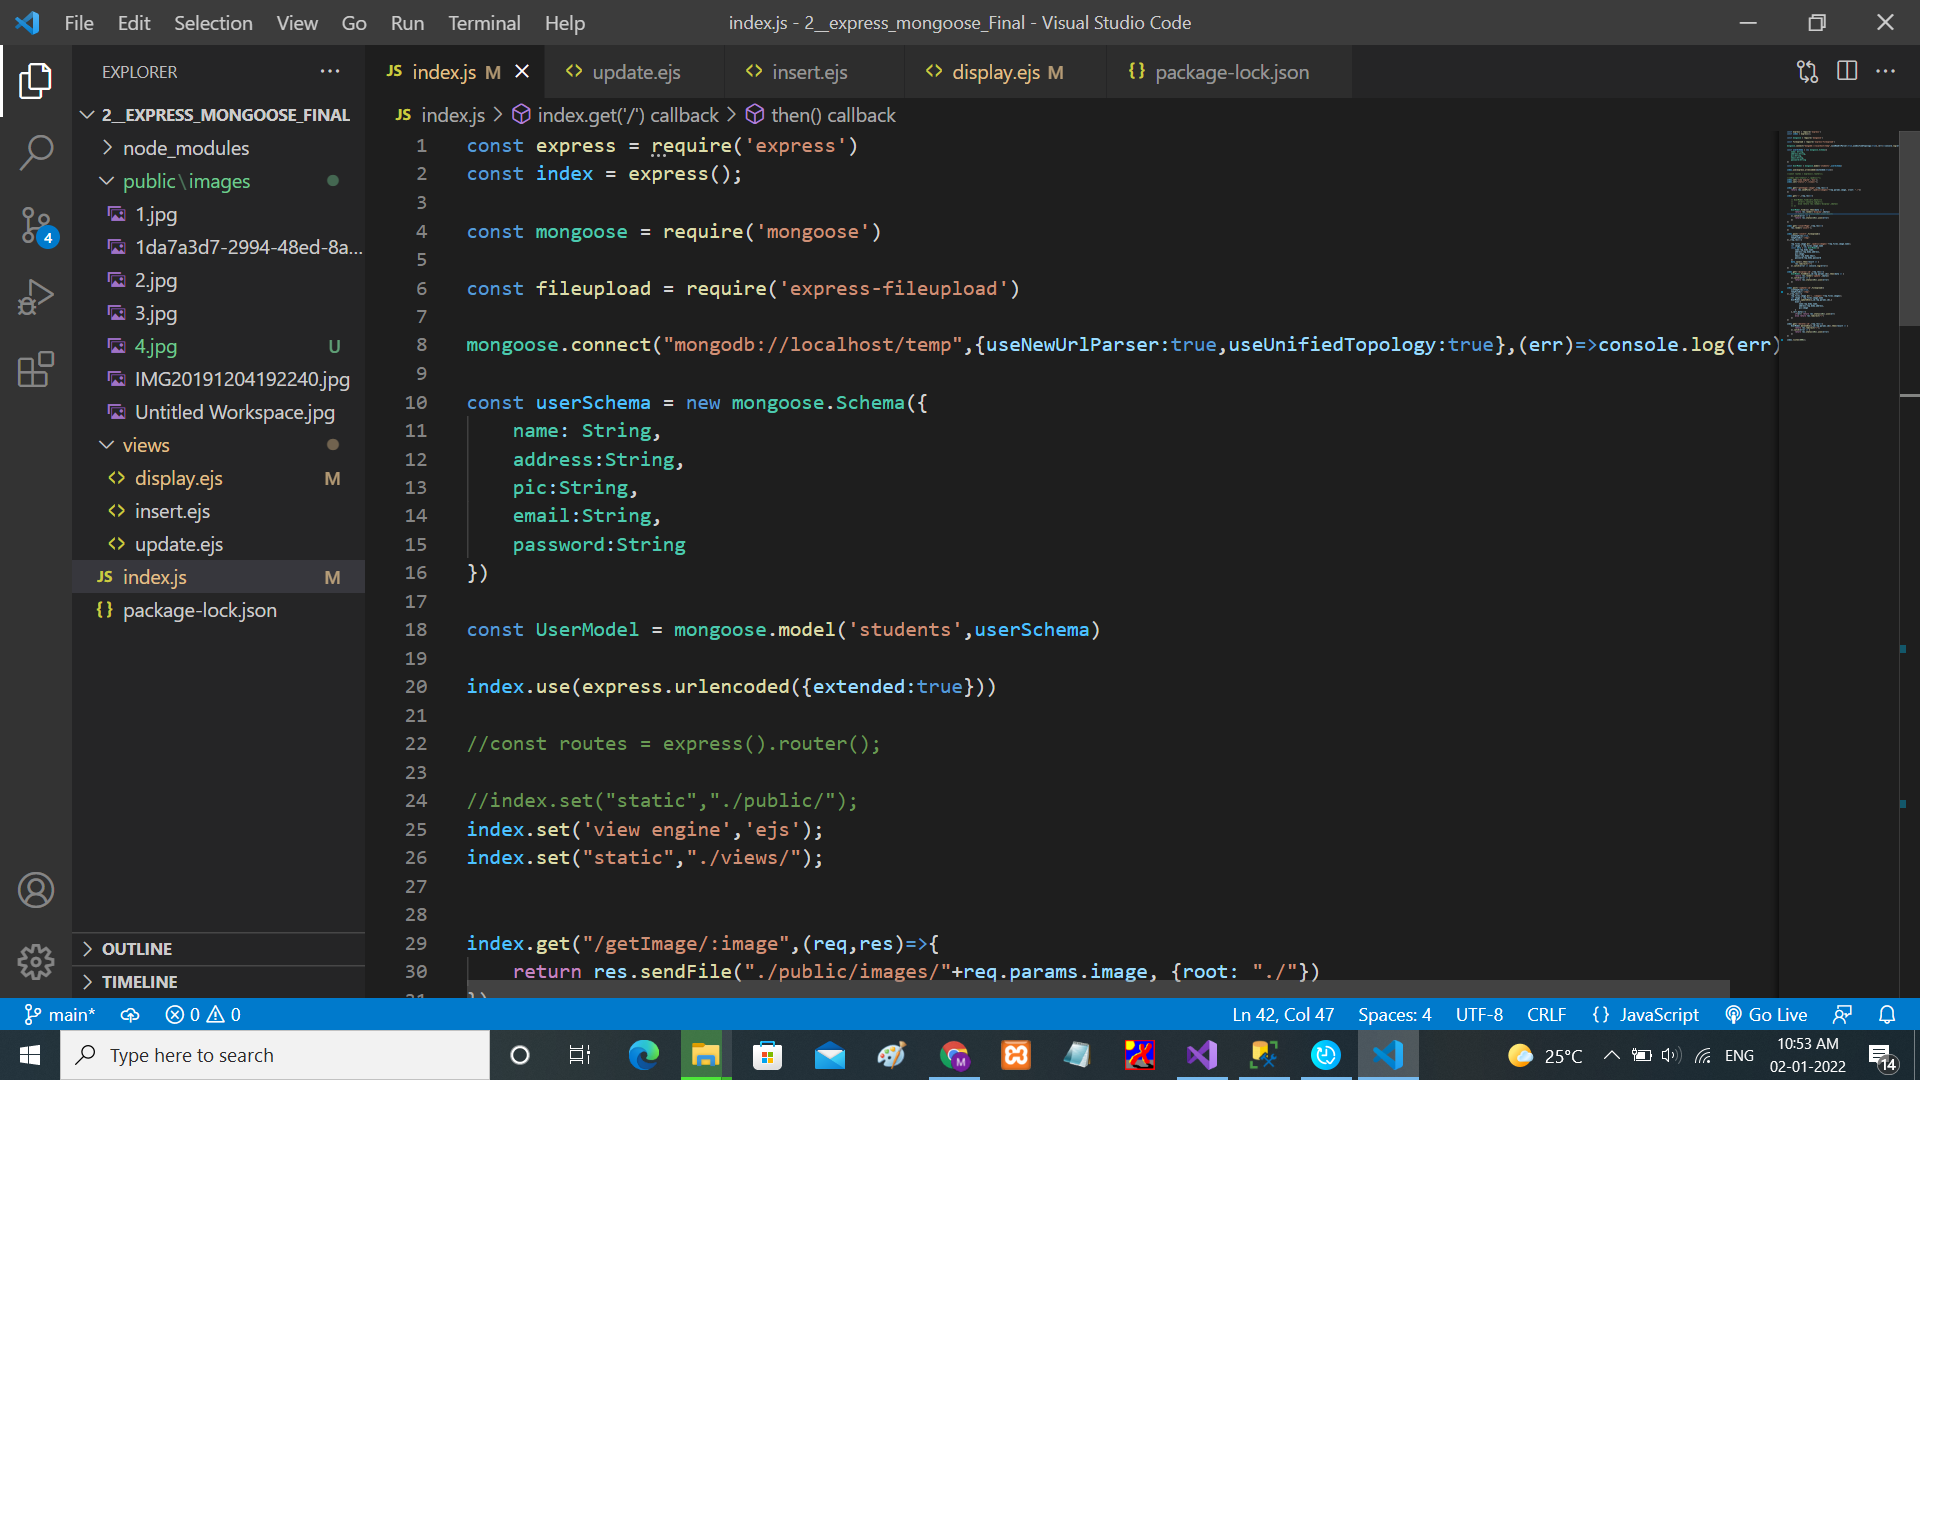 File Edit Selection View Go Run Terminal Help index.js - 2__express_mongoose_Final - Visual Studio Code
EXPLORER ···
JS index.js M <> update.ejs <> insert.ejs <> display.ejs M {} package-lock.json
2__EXPRESS_MONGOOSE_FINAL
node_modules
public\images
1.jpg
1da7a3d7-2994-48ed-8a...
2.jpg
3.jpg
4.jpg U
IMG20191204192240.jpg
Untitled Workspace.jpg
views
<> display.ejs M
<> insert.ejs
<> update.ejs
JS index.js M
{} package-lock.json
OUTLINE
TIMELINE
4
JS index.js > index.get('/') callback > then() callback
1 const express = require('express')
2 const index = express();
3
4 const mongoose = require('mongoose')
5
6 const fileupload = require('express-fileupload')
7
8 mongoose.connect("mongodb://localhost/temp",{useNewUrlParser:true,useUnifiedTopology:true},(err)=>console.log(err)
9
10 const userSchema = new mongoose.Schema({
11 name: String,
12 address:String,
13 pic:String,
14 email:String,
15 password:String
16 })
17
18 const UserModel = mongoose.model('students',userSchema)
19
20 index.use(express.urlencoded({extended:true}))
21
22 //const routes = express().router();
23
24 //index.set("static","./public/");
25 index.set('view engine','ejs');
26 index.set("static","./views/");
27
28
29 index.get("/getImage/:image",(req,res)=>{
30 return res.sendFile("./public/images/"+req.params.image, {root: "./"})
31 })
main* 0 0 Ln 42, Col 47 Spaces: 4 UTF-8 CRLF {} JavaScript Go Live
Type here to search
M
25°C ENG 10:53 AM
02-01-2022
14